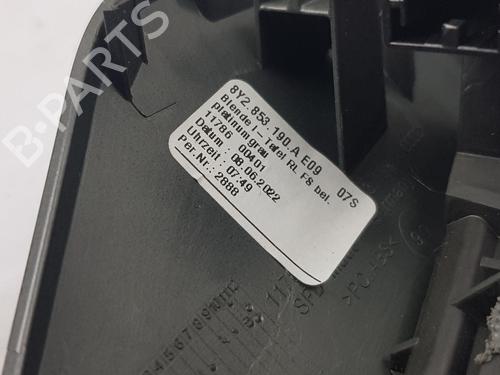 B-PARTS
8Y2.853.190.A E09 07S
Blende I-Tafel RL FS bel.
platinumgrau
11786 00401
Datum : 08.06.2022
Uhrzeit : 07:49
Per.Nr.: 2888